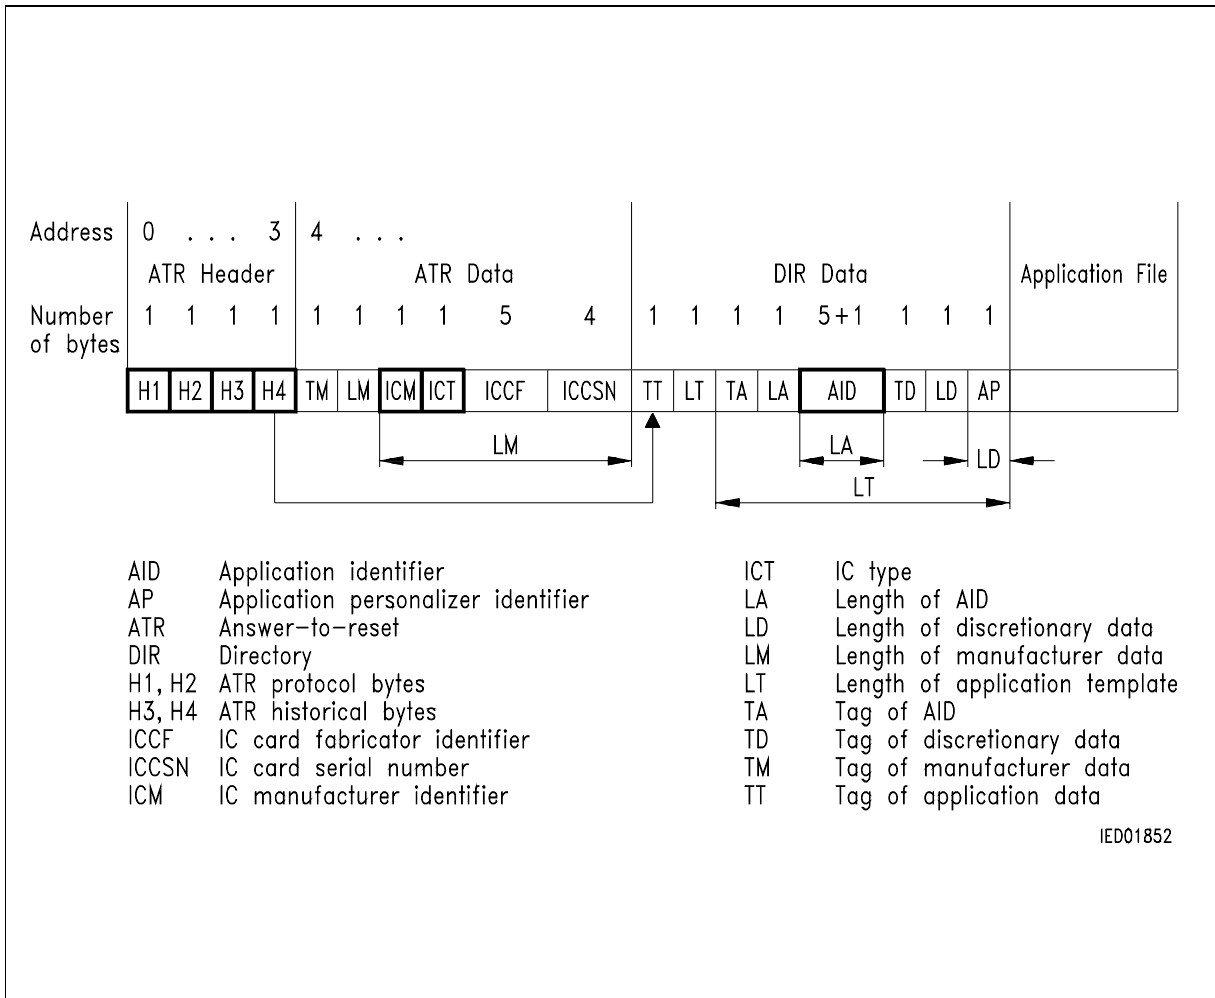 Address 0 . . . 3 4 . . .
ATR Header ATR Data DIR Data Application File
Number of bytes 1 1 1 1 1 1 1 1 5 4 1 1 1 1 5+1 1 1 1
H1 H2 H3 H4 TM LM ICM ICT ICCF ICCSN TT LT TA LA AID TD LD AP
LM LA LD
LT
AID Application identifier
AP Application personalizer identifier
ATR Answer-to-reset
DIR Directory
H1, H2 ATR protocol bytes
H3, H4 ATR historical bytes
ICCF IC card fabricator identifier
ICCSN IC card serial number
ICM IC manufacturer identifier
ICT IC type
LA Length of AID
LD Length of discretionary data
LM Length of manufacturer data
LT Length of application template
TA Tag of AID
TD Tag of discretionary data
TM Tag of manufacturer data
TT Tag of application data
IED01852